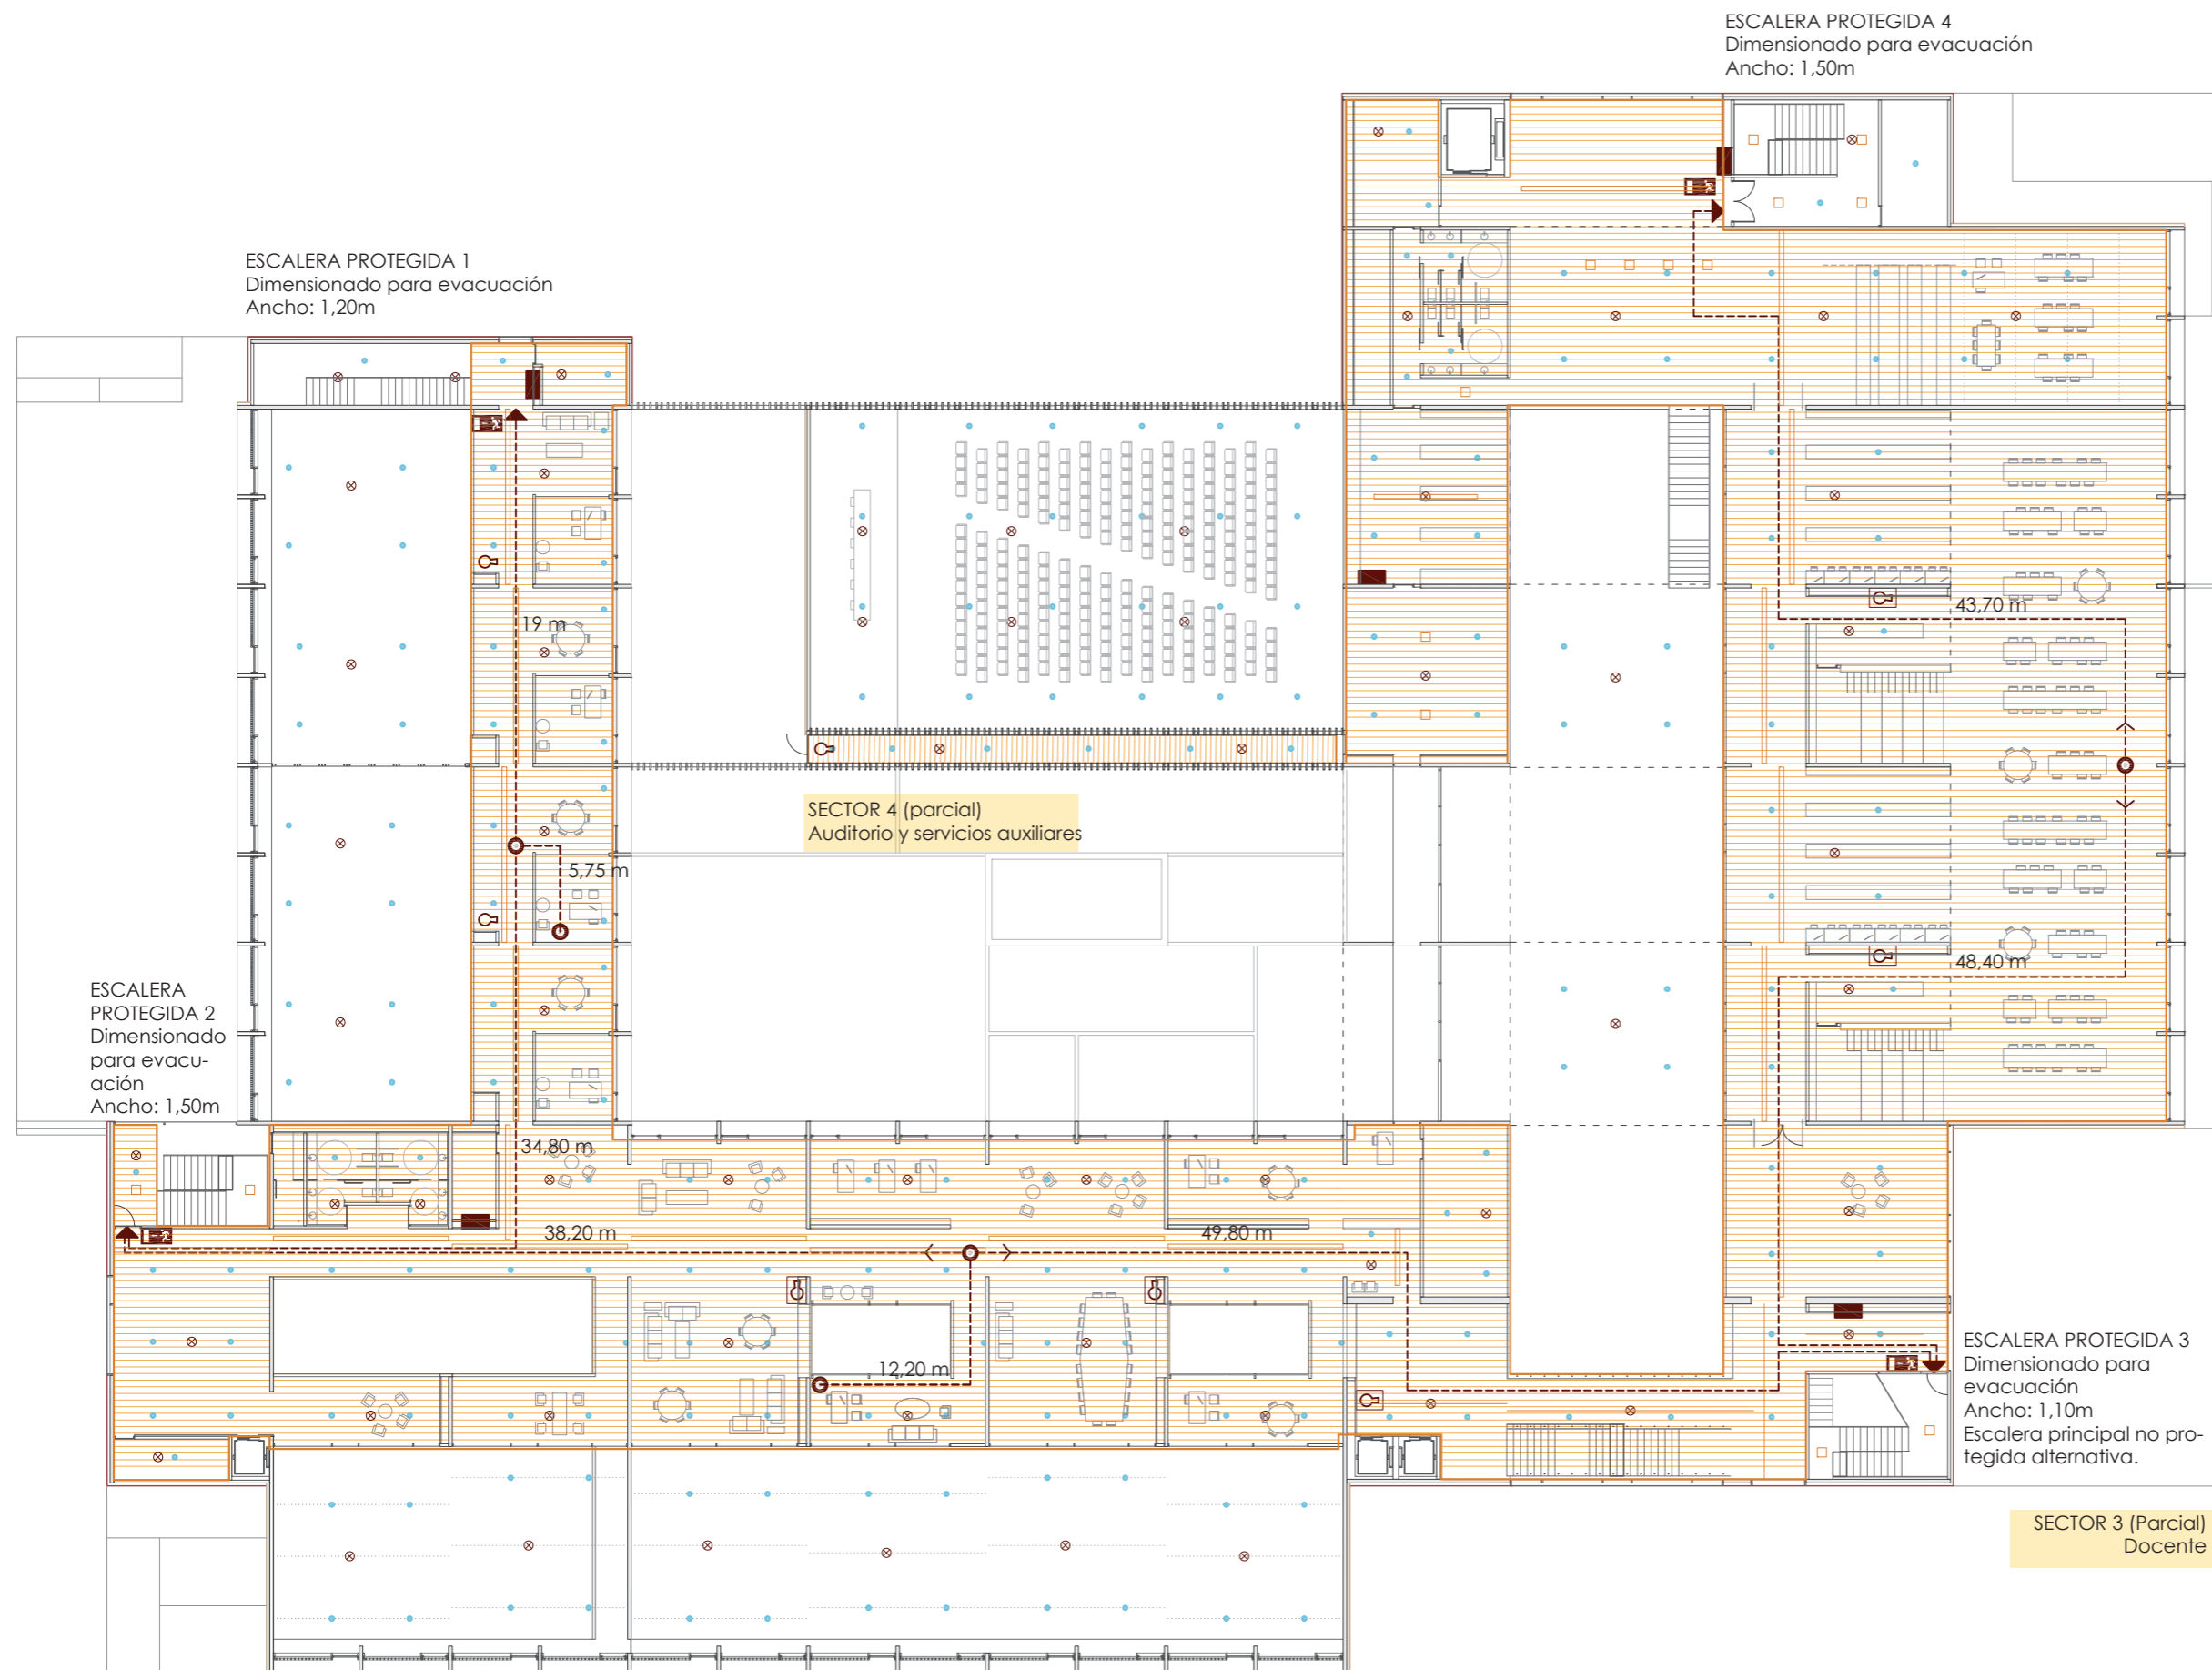 ESCALERA PROTEGIDA 4
Dimensionado para evacuación
Ancho: 1,50m
ESCALERA PROTEGIDA 1
Dimensionado para evacuación
Ancho: 1,20m
19 m
43,70 m
SECTOR 4 (parcial)
Auditorio y servicios auxiliares
5,75 m
48,40 m
ESCALERA
PROTEGIDA 2
Dimensionado
para evacu-
ación
Ancho: 1,50m
34,80 m
38,20 m
49,80 m
12,20 m
ESCALERA PROTEGIDA 3
Dimensionado para
evacuación
Ancho: 1,10m
Escalera principal no pro-
tegida alternativa.
SECTOR 3 (Parcial)
Docente